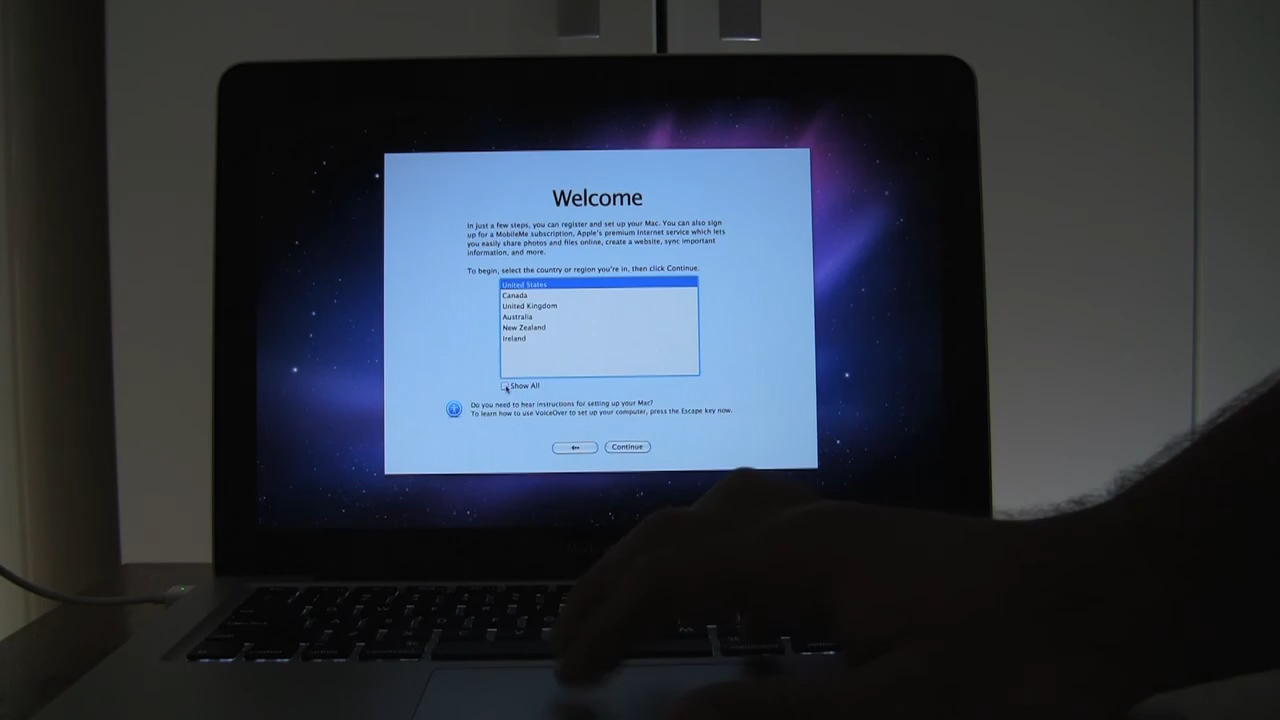 Welcome
In just a few steps, you can register and set up your Mac. You can also sign
up for a MobileMe subscription, Apple's premium Internet service which lets
you easily share photos and files online, create a website, sync important
information, and more.
To begin, select the country or region you're in, then click Continue.
United States
Canada
United Kingdom
Australia
New Zealand
Ireland
Show All
Do you need to hear instructions for setting up your Mac?
To learn how to use VoiceOver to set up your computer, press the Escape key now.
Continue